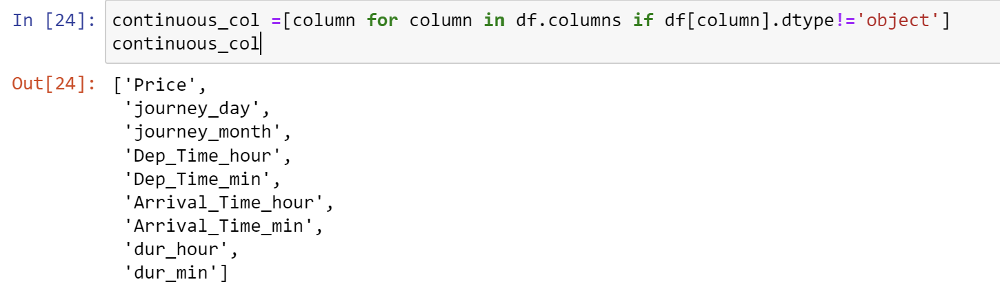 In [24]: continuous_col =[column for column in df.columns if df[column].dtype!='object']
continuous_col
Out[24]: ['Price',
'journey_day',
'journey_month',
'Dep_Time_hour',
'Dep_Time_min',
'Arrival_Time_hour',
'Arrival_Time_min',
'dur_hour',
'dur_min']